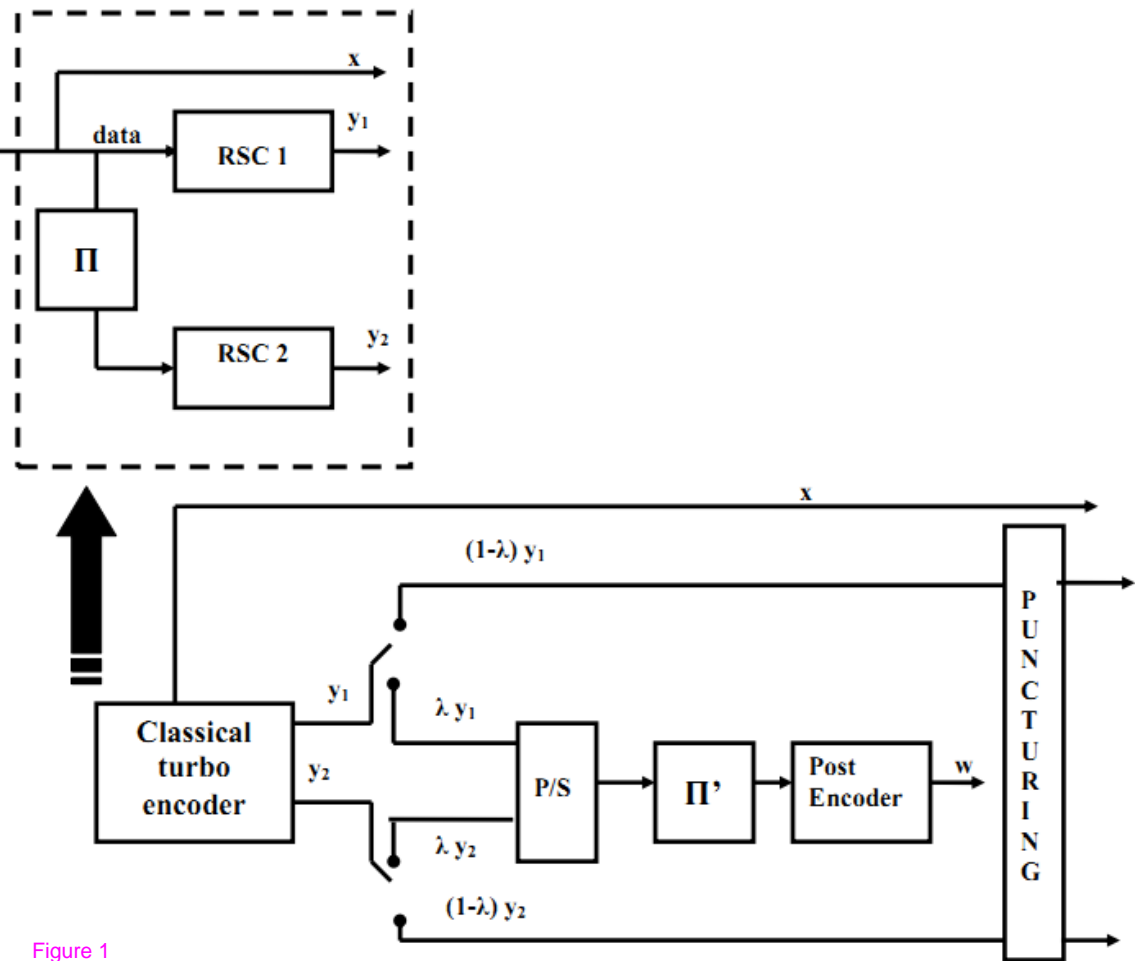 x
data
y₁
RSC 1
Π
y₂
RSC 2
x
(1-λ) y₁
y₁
λ y₁
Classical
turbo
encoder
y₂
P/S
Π’
Post
Encoder
w
λ y₂
(1-λ) y₂
P
U
N
C
T
U
R
I
N
G
Figure 1